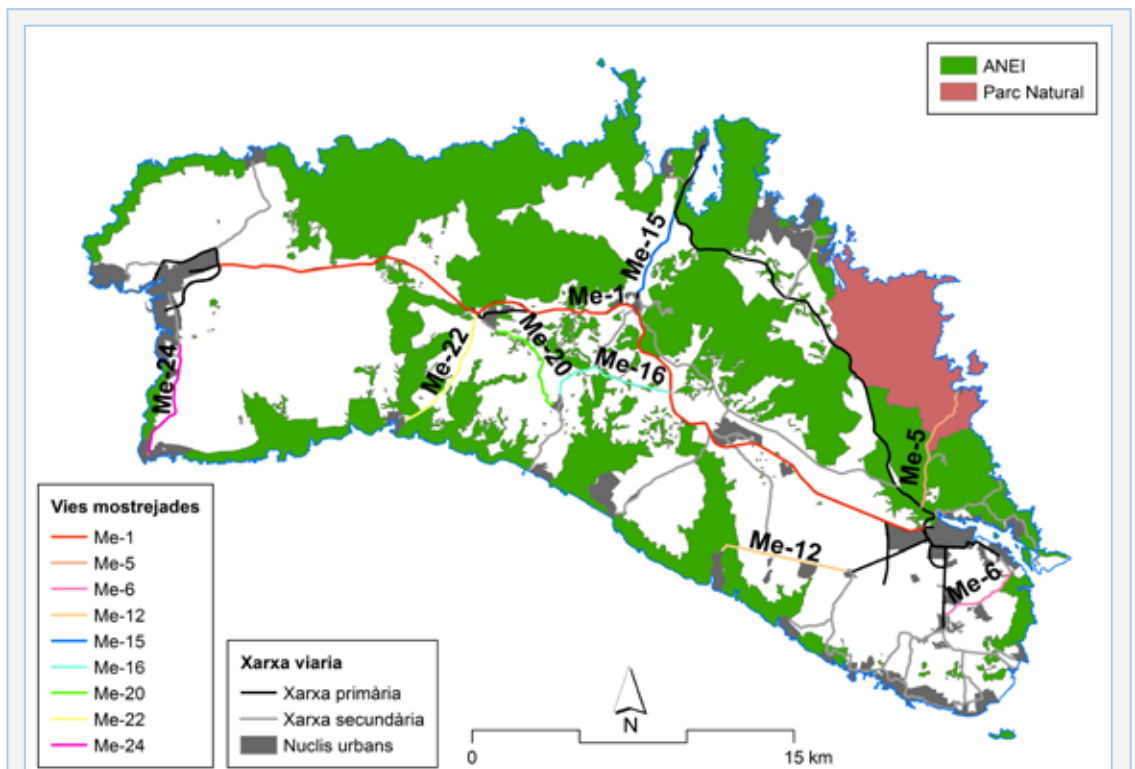 ANEI
Parc Natural
Me-15
Me-1
Me-20
Me-22
Me-16
Me-24
Me-5
Me-12
Me-6
Vies mostrejades
Me-1
Me-5
Me-6
Me-12
Me-15
Me-16
Me-20
Me-22
Me-24
Xarxa viaria
Xarxa primària
Xarxa secundària
Nuclis urbans
N
0
15 km